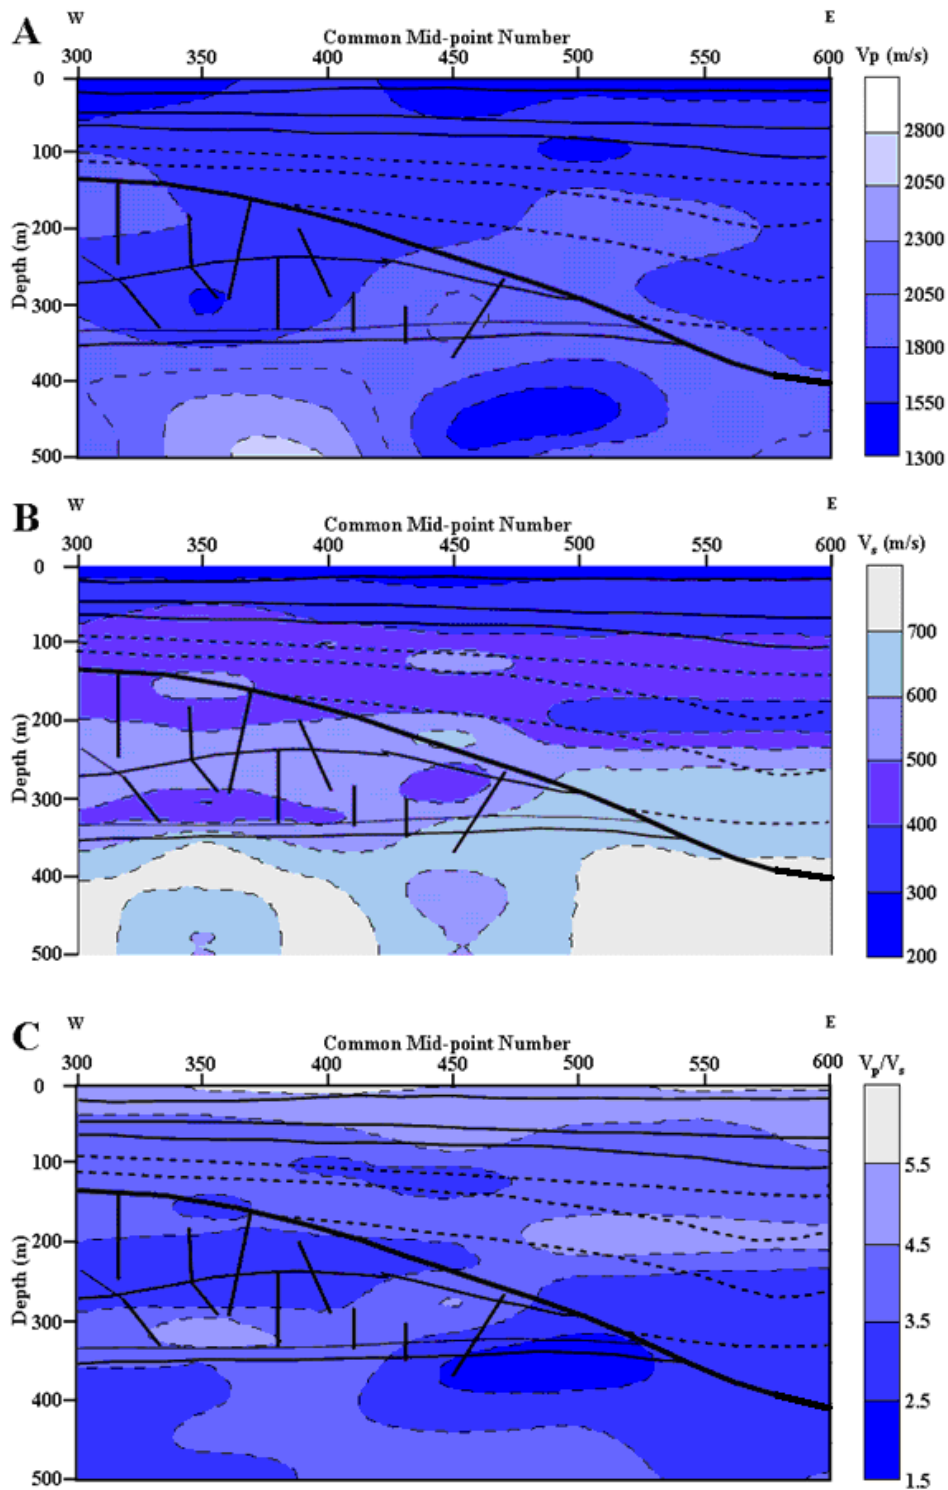 A
W
E
Common Mid-point Number
Vp (m/s)
300 350 400 450 500 550 600
0
100
200
300
400
500
Depth (m)
2800
2050
2300
2050
1800
1550
1300
B
W
E
Common Mid-point Number
Vs (m/s)
300 350 400 450 500 550 600
0
100
200
300
400
500
Depth (m)
700
600
500
400
300
200
C
W
E
Common Mid-point Number
Vp/Vs
300 350 400 450 500 550 600
0
100
200
300
400
500
Depth (m)
5.5
4.5
3.5
2.5
1.5